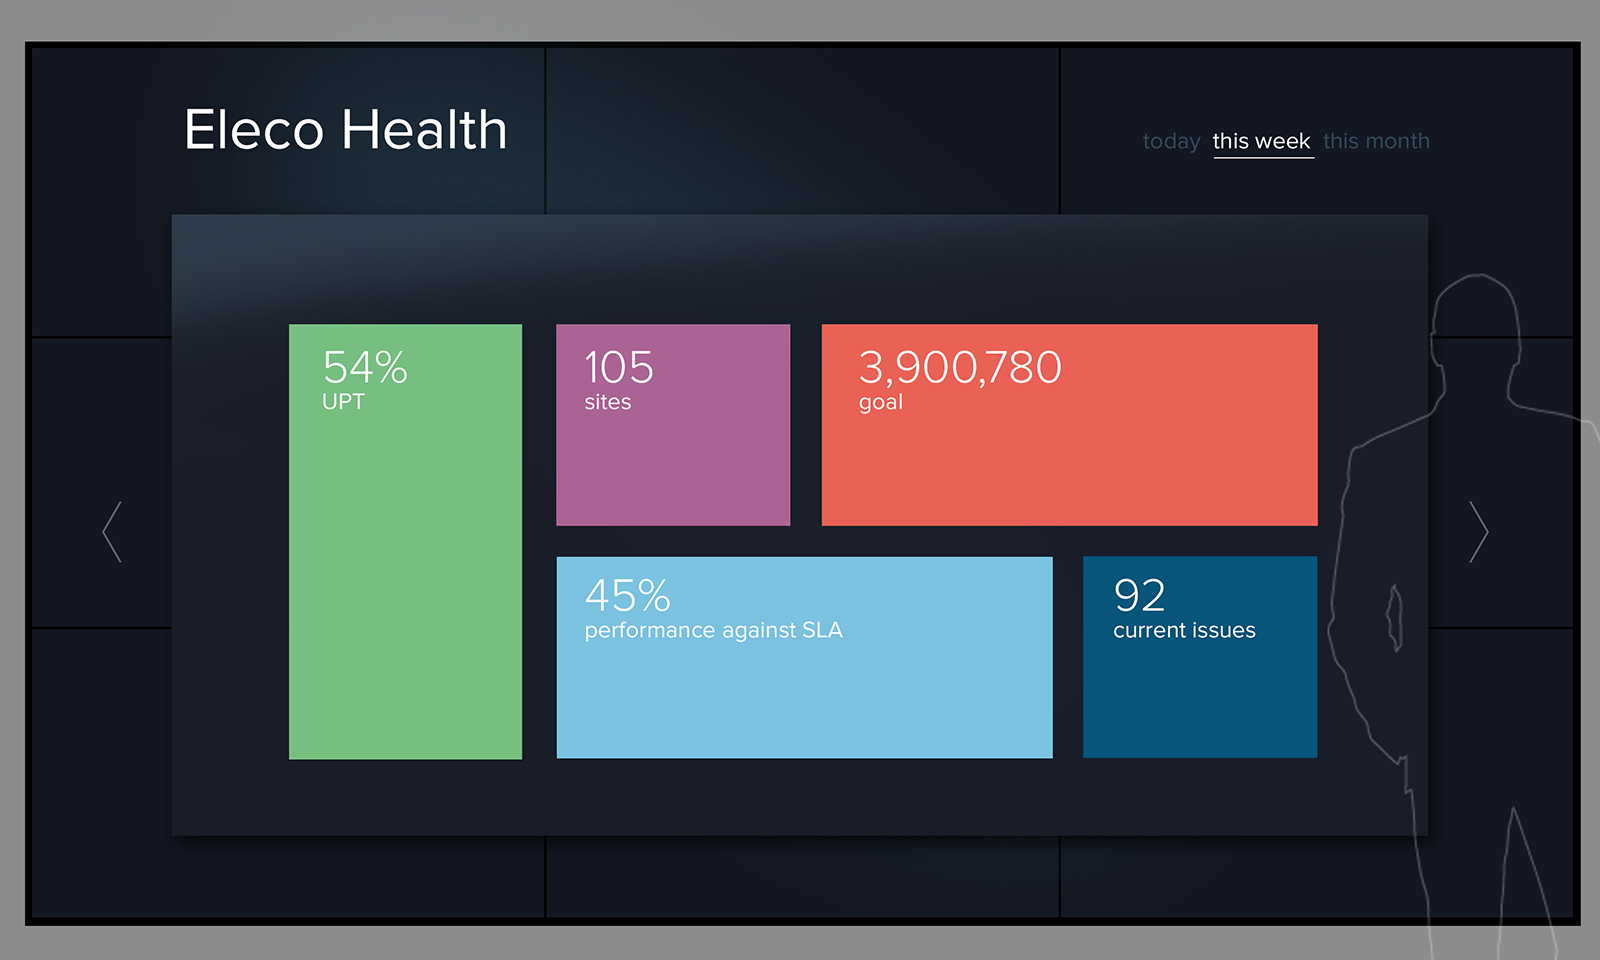 Eleco Health
today this week this month
54%
UPT
105
sites
3,900,780
goal
45%
performance against SLA
92
current issues